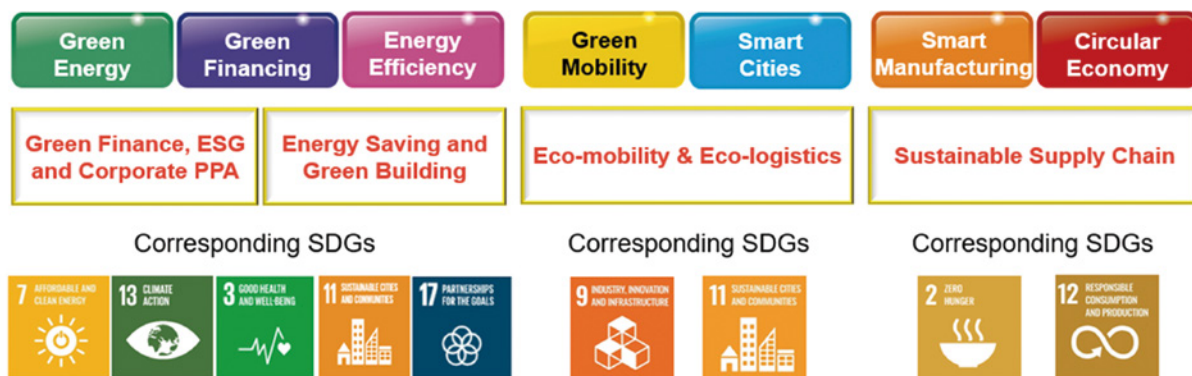 Green
Energy
Green
Financing
Energy
Efficiency
Green
Mobility
Smart
Cities
Smart
Manufacturing
Circular
Economy
Green Finance, ESG
and Corporate PPA
Energy Saving and
Green Building
Eco-mobility & Eco-logistics
Sustainable Supply Chain
Corresponding SDGs
Corresponding SDGs
Corresponding SDGs
7 AFFORDABLE AND
CLEAN ENERGY
13 CLIMATE
ACTION
3 GOOD HEALTH
AND WELL-BEING
11 SUSTAINABLE CITIES
AND COMMUNITIES
17 PARTNERSHIPS
FOR THE GOALS
9 INDUSTRY, INNOVATION
AND INFRASTRUCTURE
11 SUSTAINABLE CITIES
AND COMMUNITIES
2 ZERO
HUNGER
12 RESPONSIBLE
CONSUMPTION
AND PRODUCTION